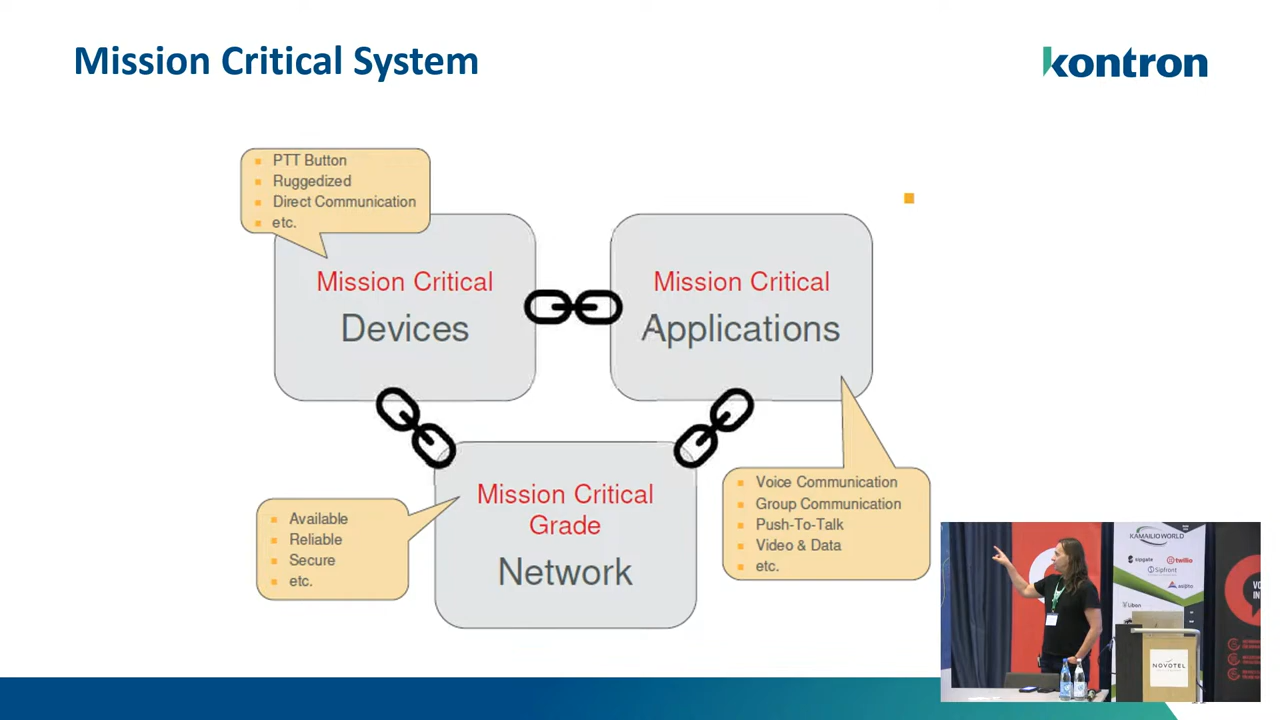 Mission Critical System
kontron
PTT Button
Ruggedized
Direct Communication
etc.
Mission Critical
Devices
Mission Critical
Applications
Mission Critical
Grade
Network
Available
Reliable
Secure
etc.
Voice Communication
Group Communication
Push-To-Talk
Video & Data
etc.
KAMAILIO WORLD
sipgate
twilio
Sipfront
asipto
Libon
NOVOTEL